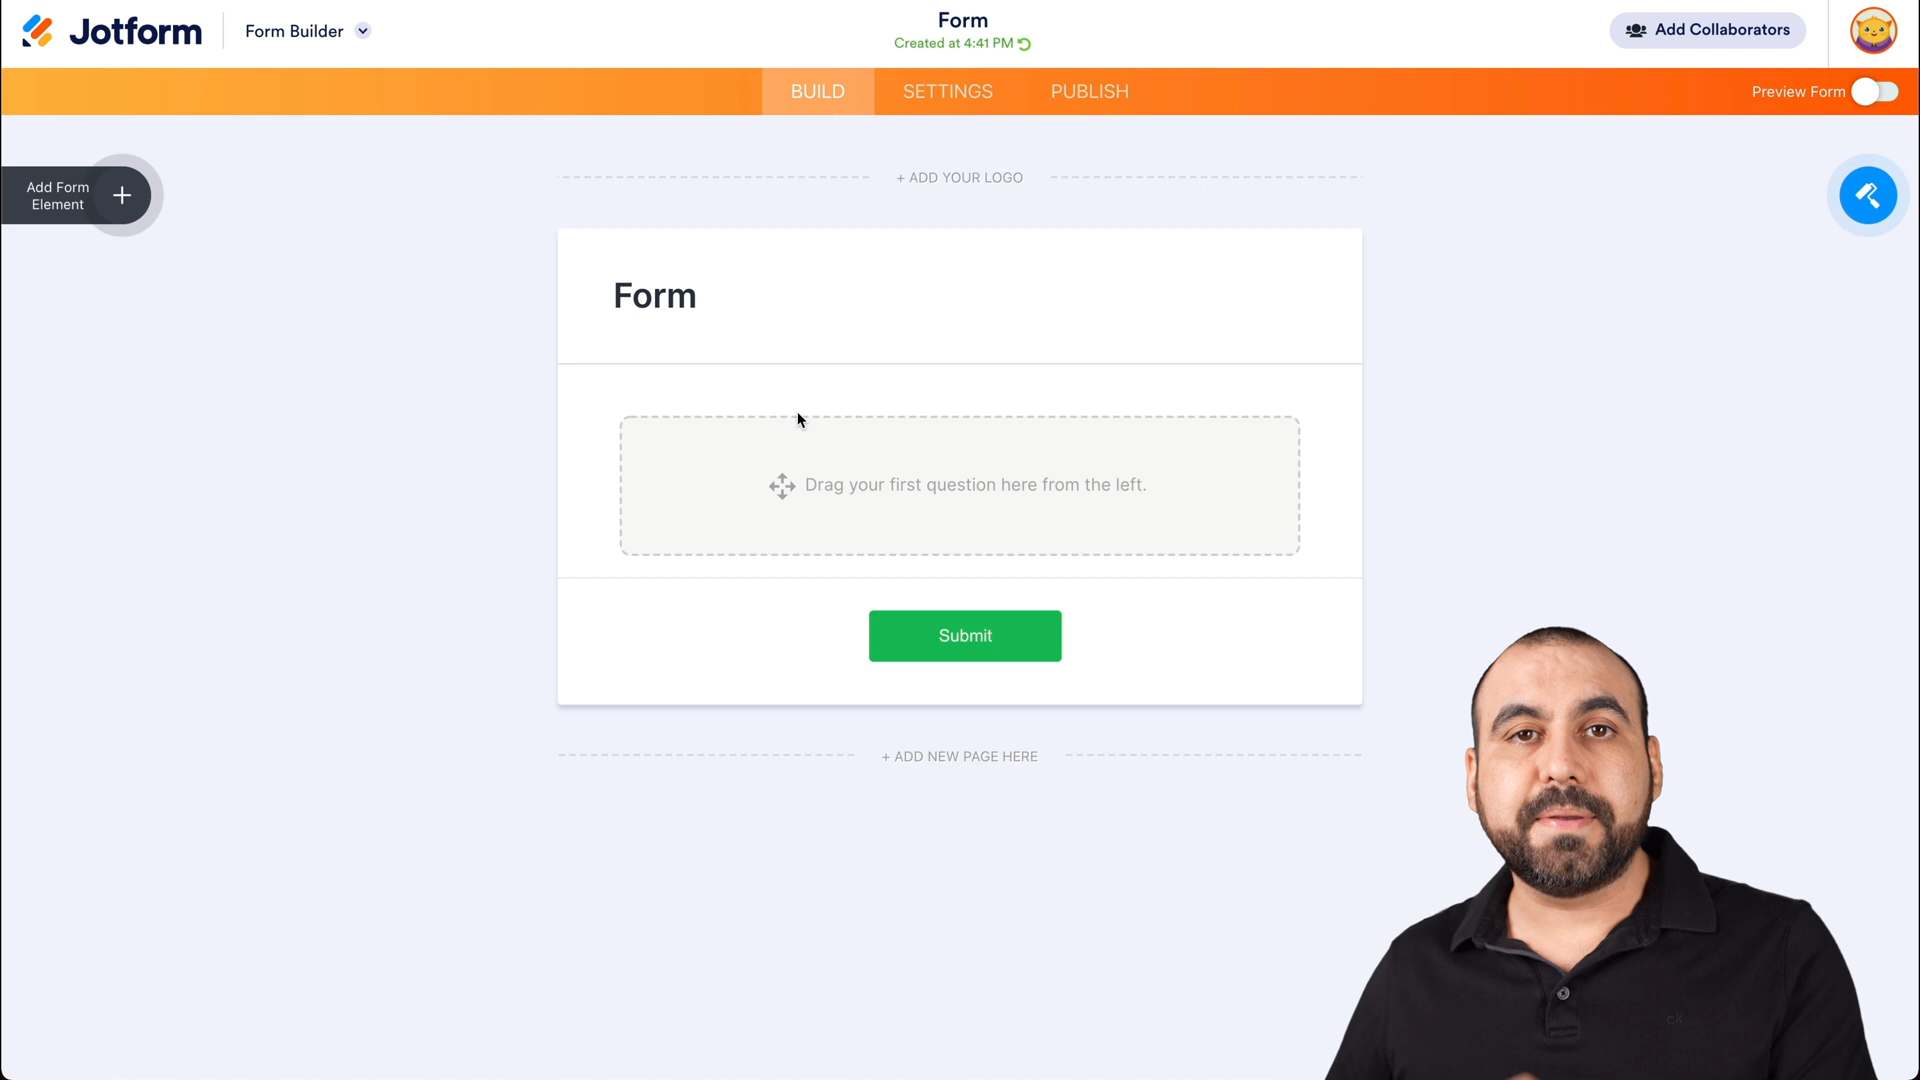 Jotform
Form Builder
Form
Created at 4:41 PM
Add Collaborators
BUILD
SETTINGS
PUBLISH
Preview Form
Add Form
Element
+ ADD YOUR LOGO
Form
Drag your first question here from the left.
Submit
+ ADD NEW PAGE HERE